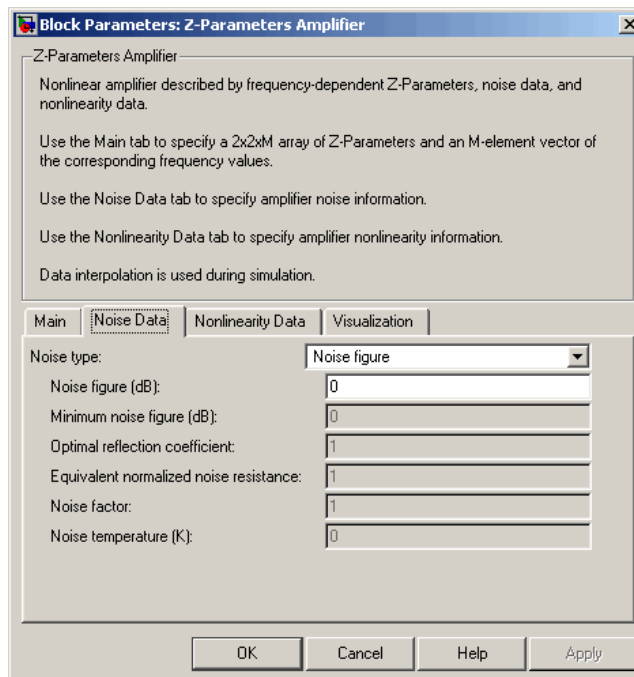 Block Parameters: Z-Parameters Amplifier
Z-Parameters Amplifier
Nonlinear amplifier described by frequency-dependent Z-Parameters, noise data, and
nonlinearity data.
Use the Main tab to specify a 2x2xM array of Z-Parameters and an M-element vector of
the corresponding frequency values.
Use the Noise Data tab to specify amplifier noise information.
Use the Nonlinearity Data tab to specify amplifier nonlinearity information.
Data interpolation is used during simulation.
Main Noise Data Nonlinearity Data Visualization
Noise type: Noise figure
Noise figure (dB): 0
Minimum noise figure (dB): 0
Optimal reflection coefficient: 1
Equivalent normalized noise resistance: 1
Noise factor: 1
Noise temperature (K): 0
OK Cancel Help Apply